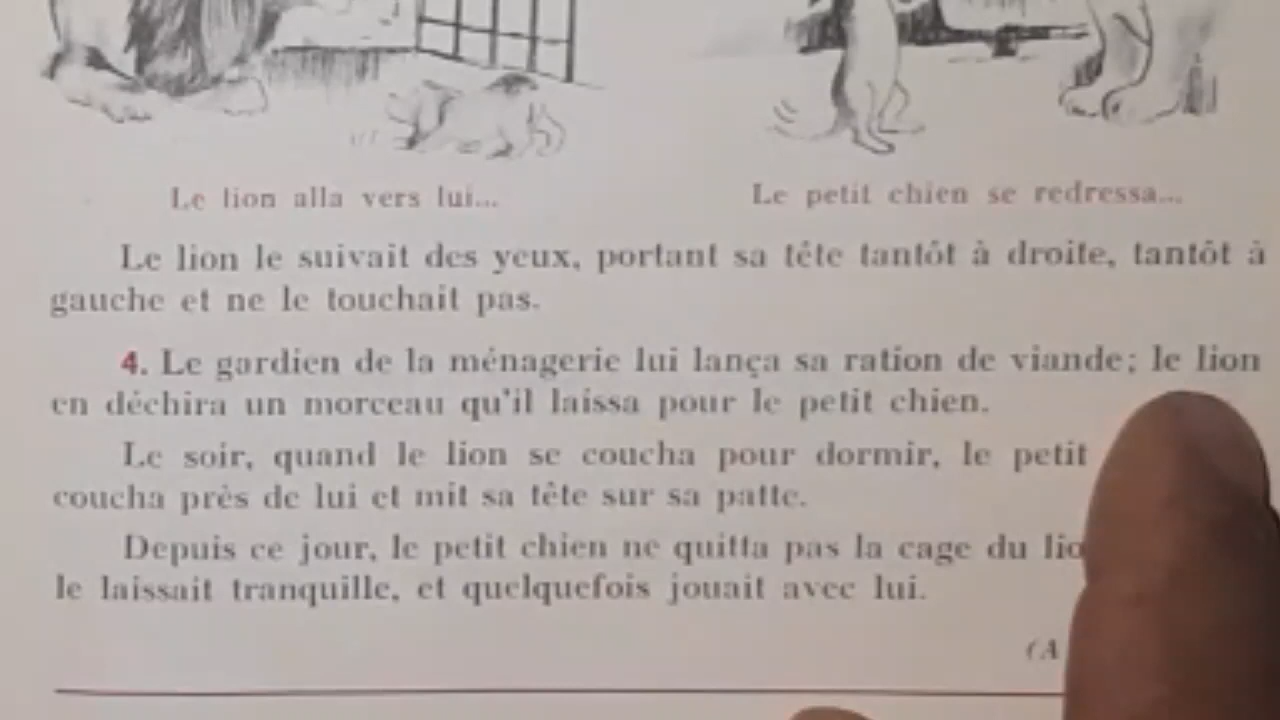 Le lion alla vers lui...
Le petit chien se redressa...
Le lion le suivait des yeux, portant sa tête tantôt à droite, tantôt à
gauche et ne le touchait pas.
4. Le gardien de la ménagerie lui lança sa ration de viande; le lion
en déchira un morceau qu'il laissa pour le petit chien.
Le soir, quand le lion se coucha pour dormir, le petit
coucha près de lui et mit sa tête sur sa patte.
Depuis ce jour, le petit chien ne quitta pas la cage du
le laissait tranquille, et quelquefois jouait avec lui.
(A